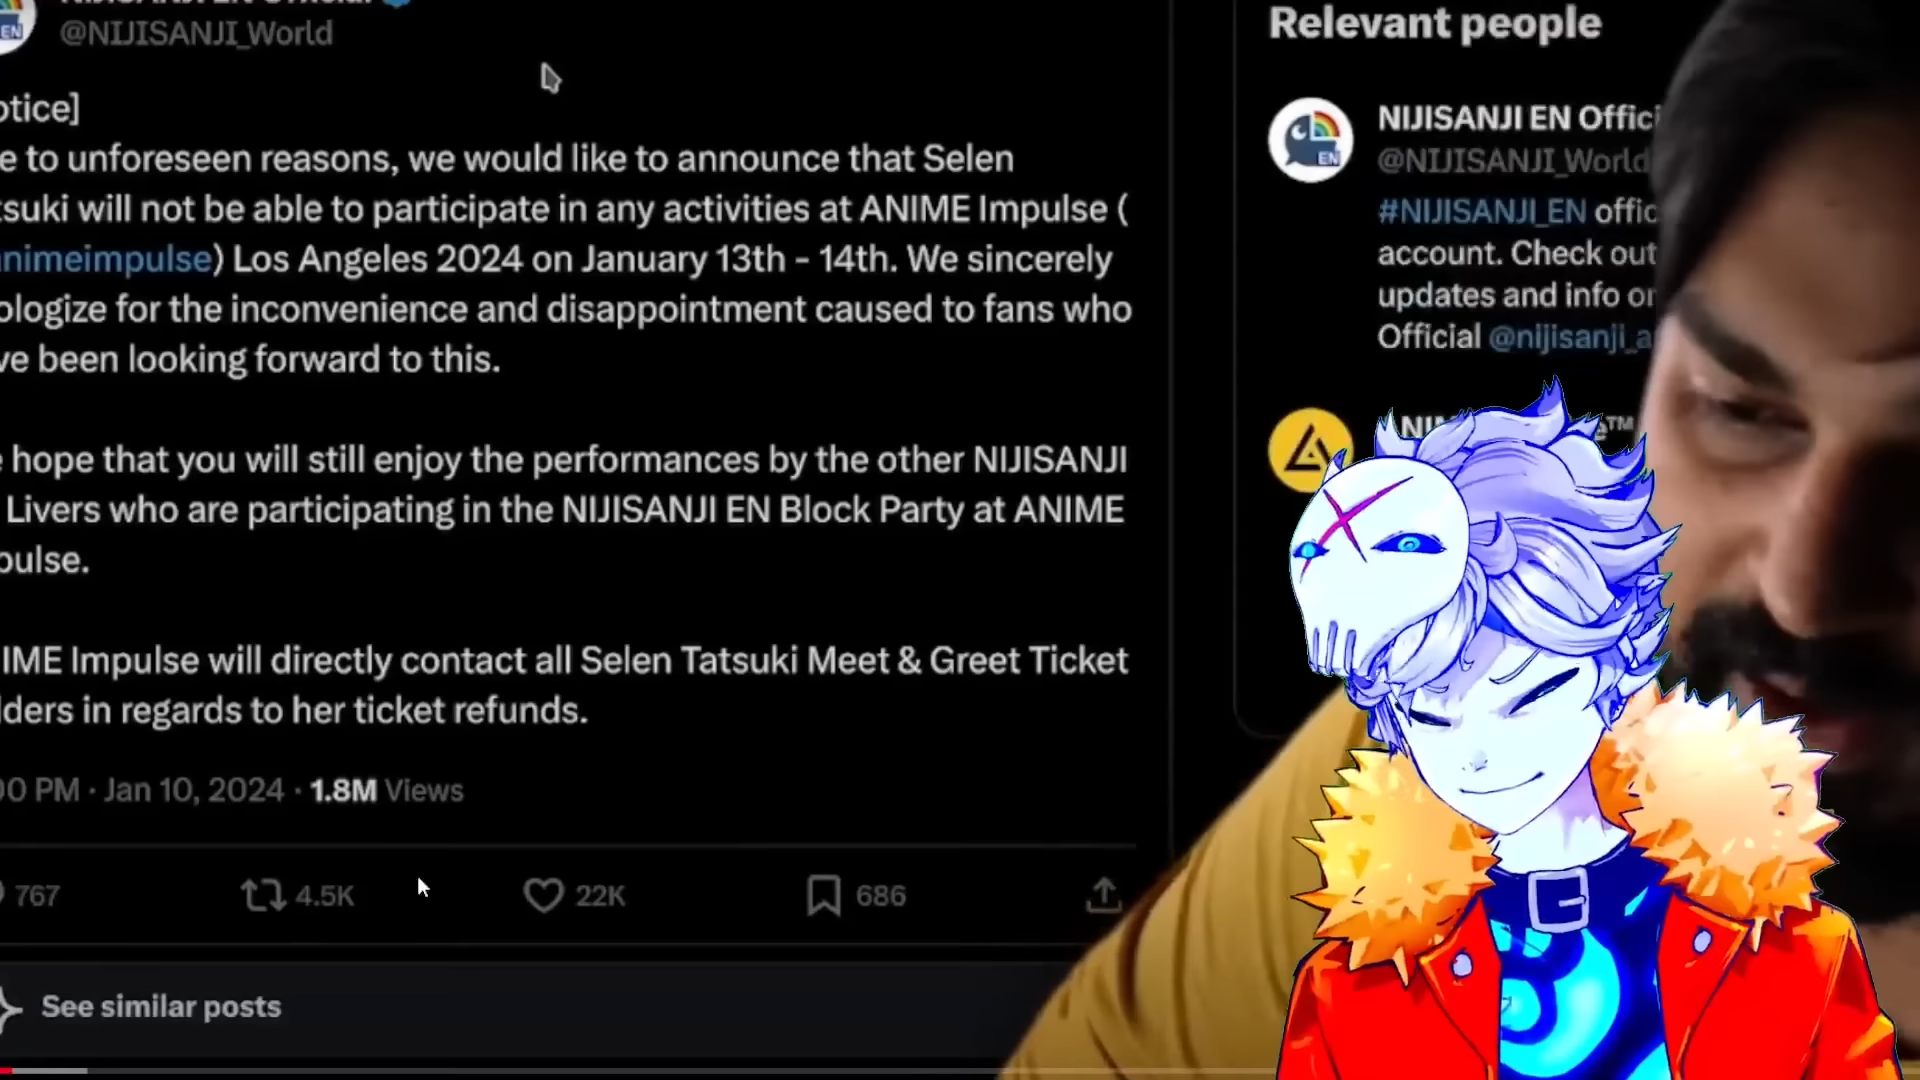 @NIJISANJI_World
otice]
e to unforeseen reasons, we would like to announce that Selen
tsuki will not be able to participate in any activities at ANIME Impulse (
animeimpulse) Los Angeles 2024 on January 13th - 14th. We sincerely
ologize for the inconvenience and disappointment caused to fans who
ve been looking forward to this.
e hope that you will still enjoy the performances by the other NIJISANJI
Livers who are participating in the NIJISANJI EN Block Party at ANIME
pulse.
IME Impulse will directly contact all Selen Tatsuki Meet & Greet Ticket
lders in regards to her ticket refunds.
00 PM · Jan 10, 2024 · 1.8M Views
767 4.5K 22K 686
See similar posts
Relevant people
EN
NIJISANJI EN Offici
@NIJISANJI_World
#NIJISANJI_EN offic
account. Check out
updates and info or
Official @nijisanji_a